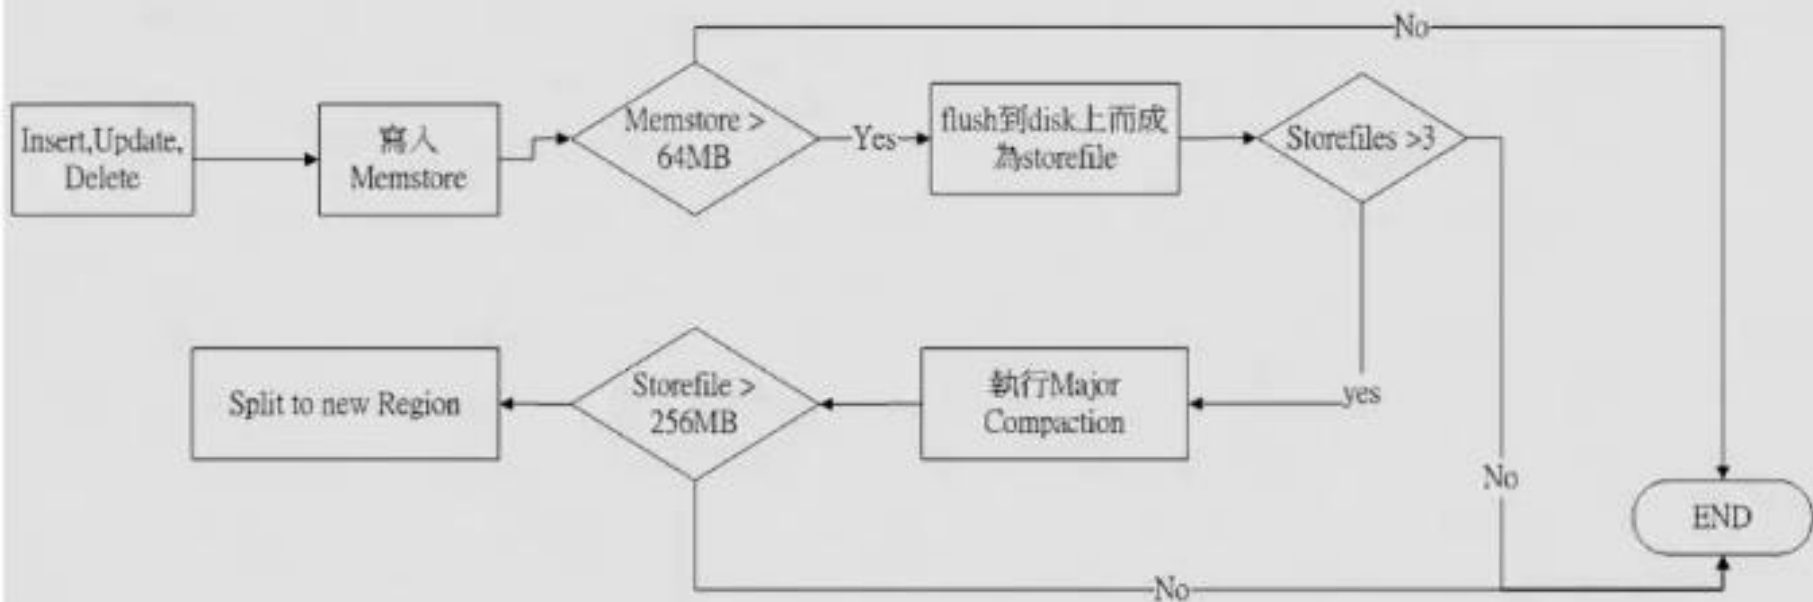 No
Insert,Update,
Delete
寫入
Memstore
Memstore >
64MB
Yes
flush到disk上而成
為storefile
Storefiles >3
Split to new Region
Storefile >
256MB
執行Major
Compaction
yes
No
END
No